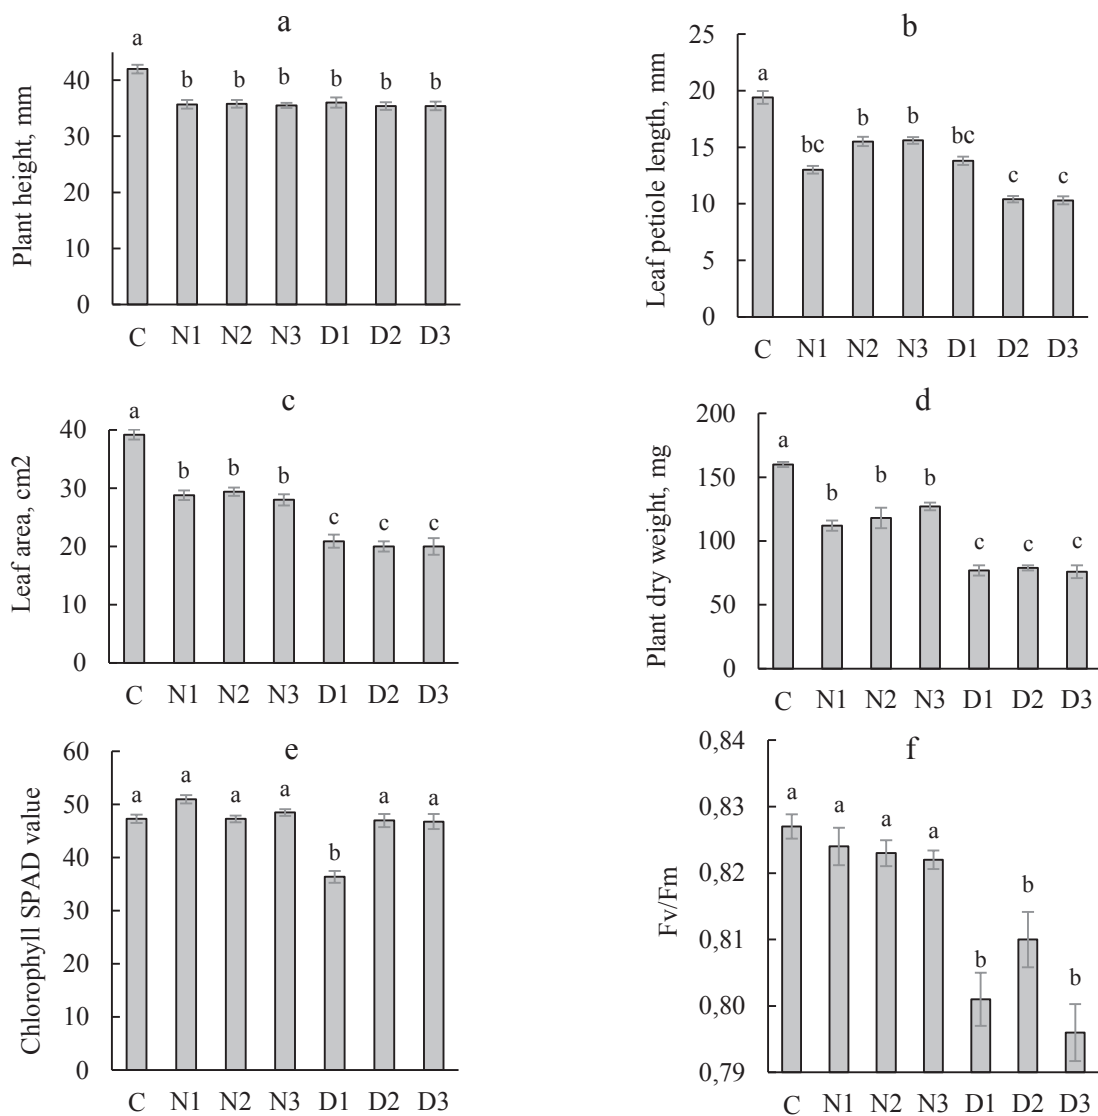 a
Plant height, mm
40
30
20
10
0
a b b b b b b
C N1 N2 N3 D1 D2 D3
b
Leaf petiole length, mm
25
20
15
10
5
0
a bc b b bc c c
C N1 N2 N3 D1 D2 D3
c
Leaf area, cm2
40
30
20
10
0
a b b b c c c
C N1 N2 N3 D1 D2 D3
d
Plant dry weight, mg
200
150
100
50
0
a b b b c c c
C N1 N2 N3 D1 D2 D3
e
Chlorophyll SPAD value
60
50
40
30
20
10
0
a a a a b a a
C N1 N2 N3 D1 D2 D3
f
Fv/Fm
0,84
0,83
0,82
0,81
0,80
0,79
a a a a b b b
C N1 N2 N3 D1 D2 D3